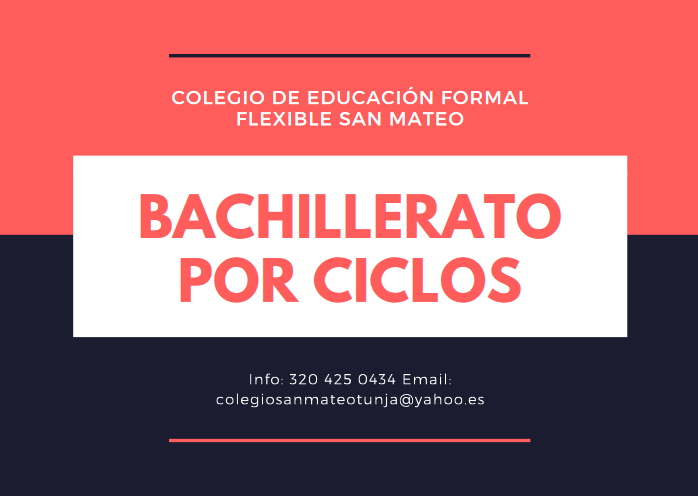 COLEGIO DE EDUCACIÓN FORMAL
FLEXIBLE SAN MATEO
BACHILLERATO
POR CICLOS
Info: 320 425 0434 Email:
colegiosanmateotunja@yahoo.es